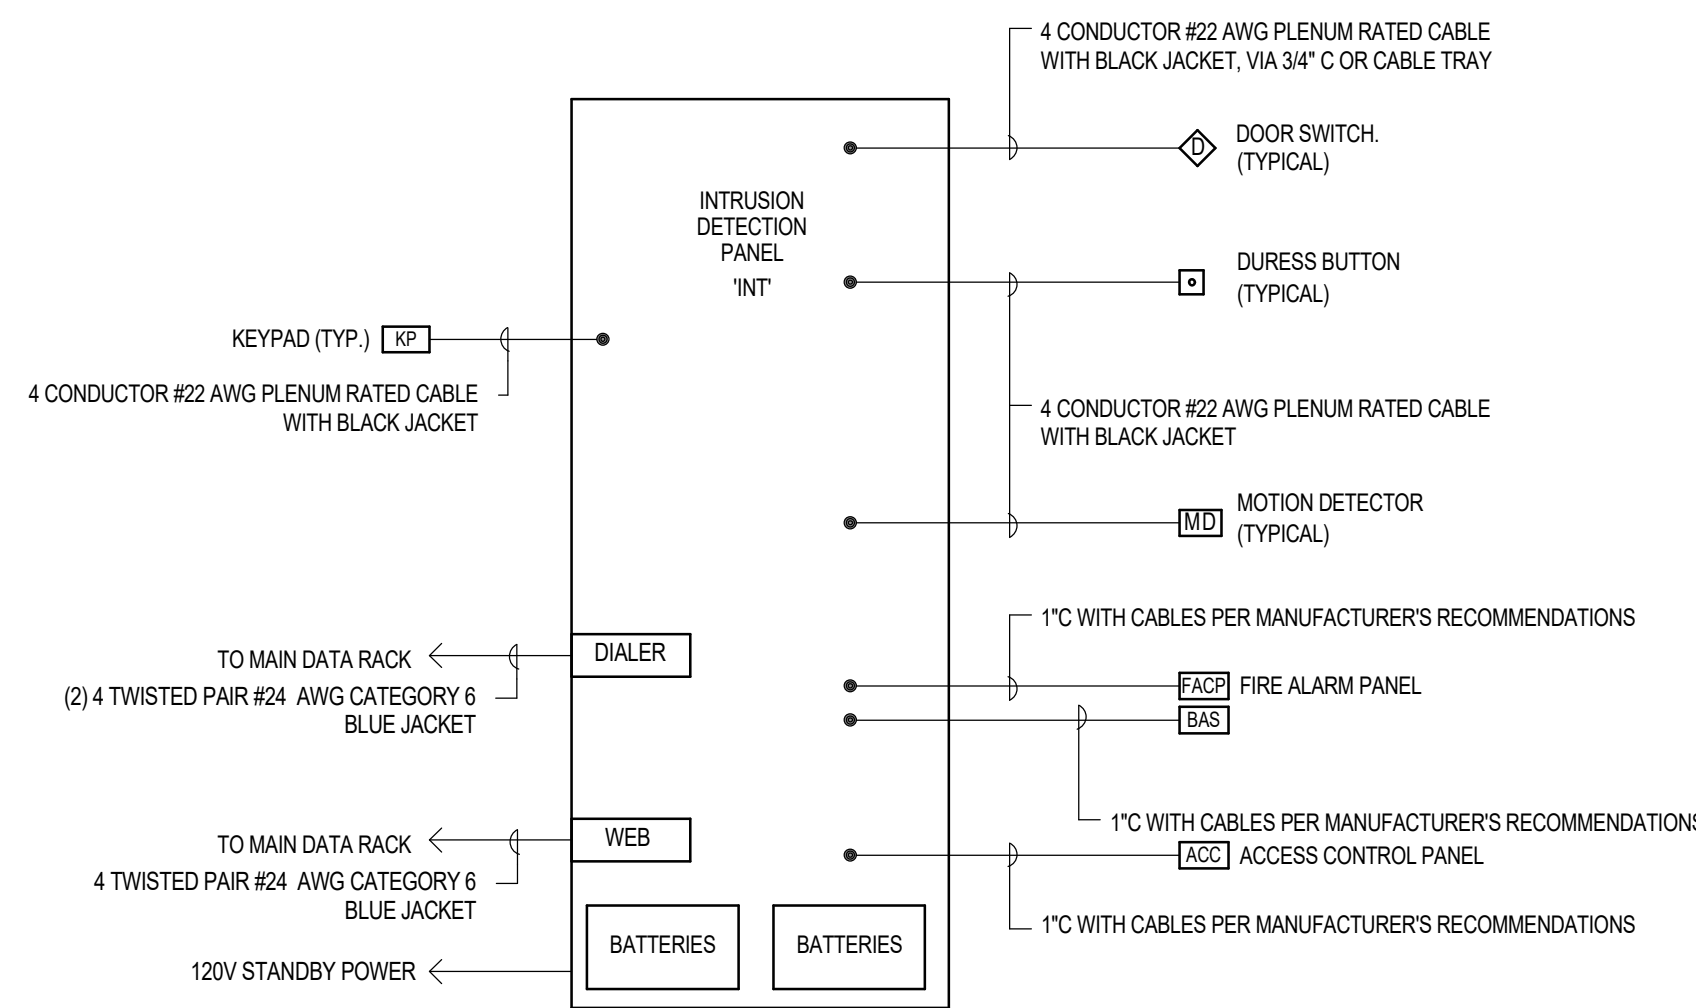 4 CONDUCTOR #22 AWG PLENUM RATED CABLE
WITH BLACK JACKET, VIA 3/4" C OR CABLE TRAY
D
DOOR SWITCH.
(TYPICAL)
INTRUSION
DETECTION
PANEL
'INT'
DURESS BUTTON
(TYPICAL)
KEYPAD (TYP.) KP
4 CONDUCTOR #22 AWG PLENUM RATED CABLE
WITH BLACK JACKET
4 CONDUCTOR #22 AWG PLENUM RATED CABLE
WITH BLACK JACKET
MD
MOTION DETECTOR
(TYPICAL)
1"C WITH CABLES PER MANUFACTURER'S RECOMMENDATIONS
TO MAIN DATA RACK
DIALER
(2) 4 TWISTED PAIR #24 AWG CATEGORY 6
BLUE JACKET
FACP FIRE ALARM PANEL
BAS
1"C WITH CABLES PER MANUFACTURER'S RECOMMENDATIONS
TO MAIN DATA RACK
WEB
4 TWISTED PAIR #24 AWG CATEGORY 6
BLUE JACKET
ACC ACCESS CONTROL PANEL
1"C WITH CABLES PER MANUFACTURER'S RECOMMENDATIONS
BATTERIES
BATTERIES
120V STANDBY POWER